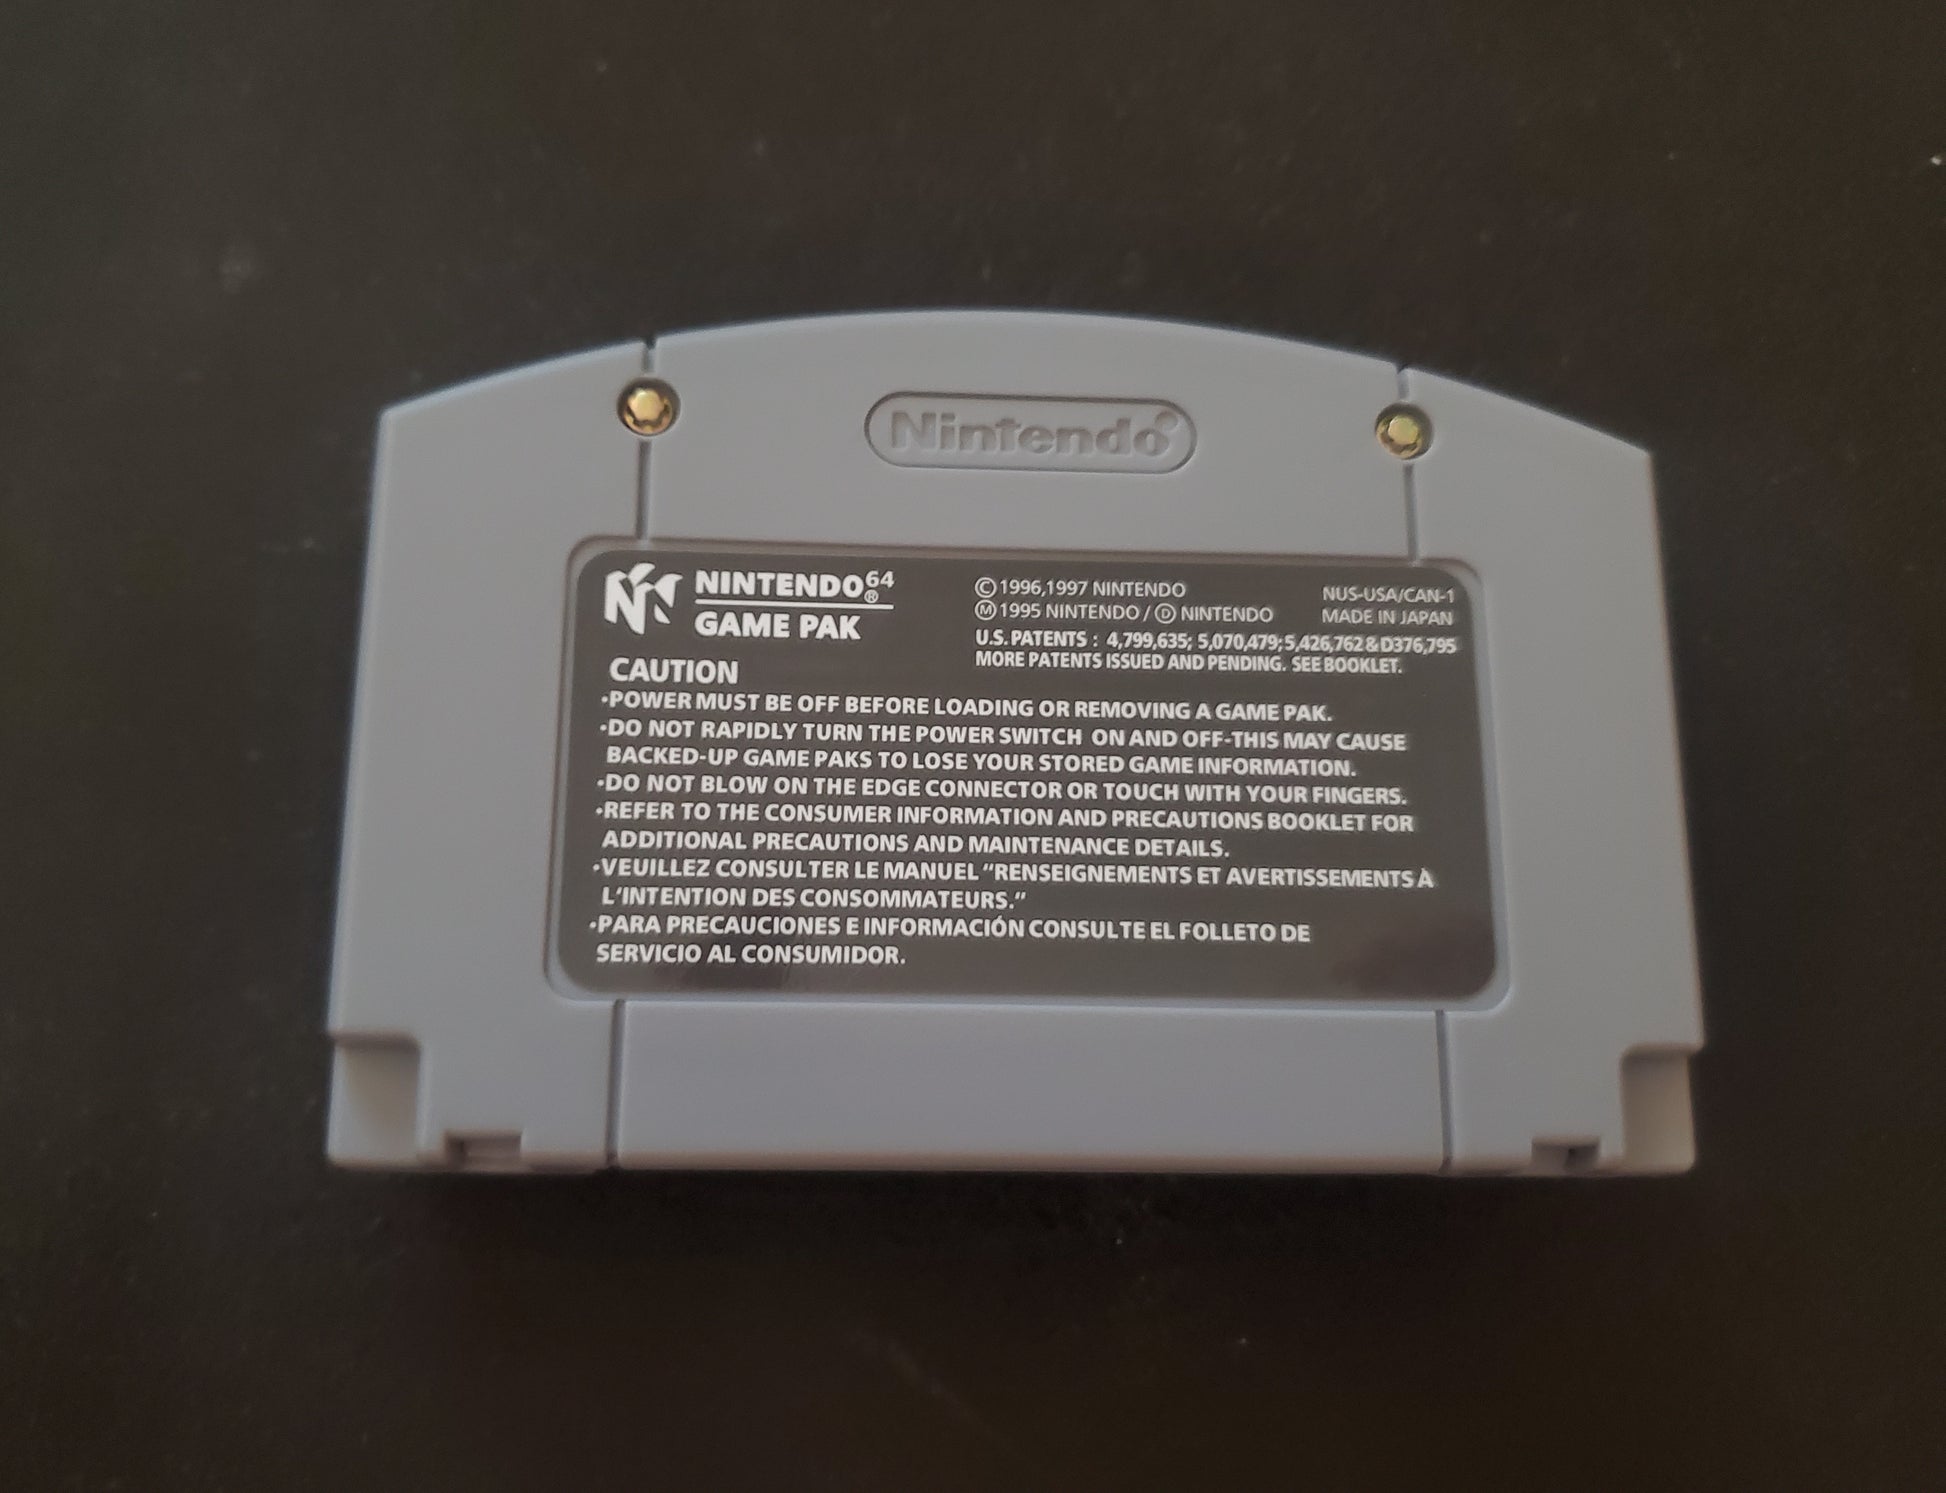 Nintendo®
NINTENDO64®
GAME PAK
©1996,1997 NINTENDO
Ⓜ1995 NINTENDO / Ⓓ NINTENDO
NUS-USA/CAN-1
MADE IN JAPAN
U.S. PATENTS : 4,799,635; 5,070,479;5,426,762&D376,795
MORE PATENTS ISSUED AND PENDING. SEE BOOKLET.
CAUTION
·POWER MUST BE OFF BEFORE LOADING OR REMOVING A GAME PAK.
·DO NOT RAPIDLY TURN THE POWER SWITCH ON AND OFF-THIS MAY CAUSE
BACKED-UP GAME PAKS TO LOSE YOUR STORED GAME INFORMATION.
·DO NOT BLOW ON THE EDGE CONNECTOR OR TOUCH WITH YOUR FINGERS.
·REFER TO THE CONSUMER INFORMATION AND PRECAUTIONS BOOKLET FOR
ADDITIONAL PRECAUTIONS AND MAINTENANCE DETAILS.
·VEUILLEZ CONSULTER LE MANUEL “RENSEIGNEMENTS ET AVERTISSEMENTS À
L’INTENTION DES CONSOMMATEURS.”
·PARA PRECAUCIONES E INFORMACIÓN CONSULTE EL FOLLETO DE
SERVICIO AL CONSUMIDOR.